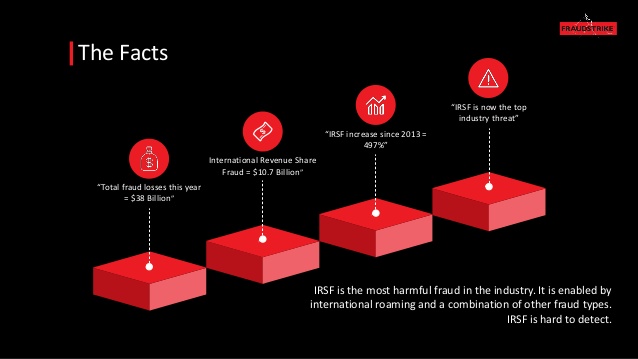 FRAUDSTRIKE
The Facts
“IRSF is now the top
industry threat”
“IRSF increase since 2013 =
497%”
International Revenue Share
Fraud = $10.7 Billion”
“Total fraud losses this year
= $38 Billion”
IRSF is the most harmful fraud in the industry. It is enabled by
international roaming and a combination of other fraud types.
IRSF is hard to detect.